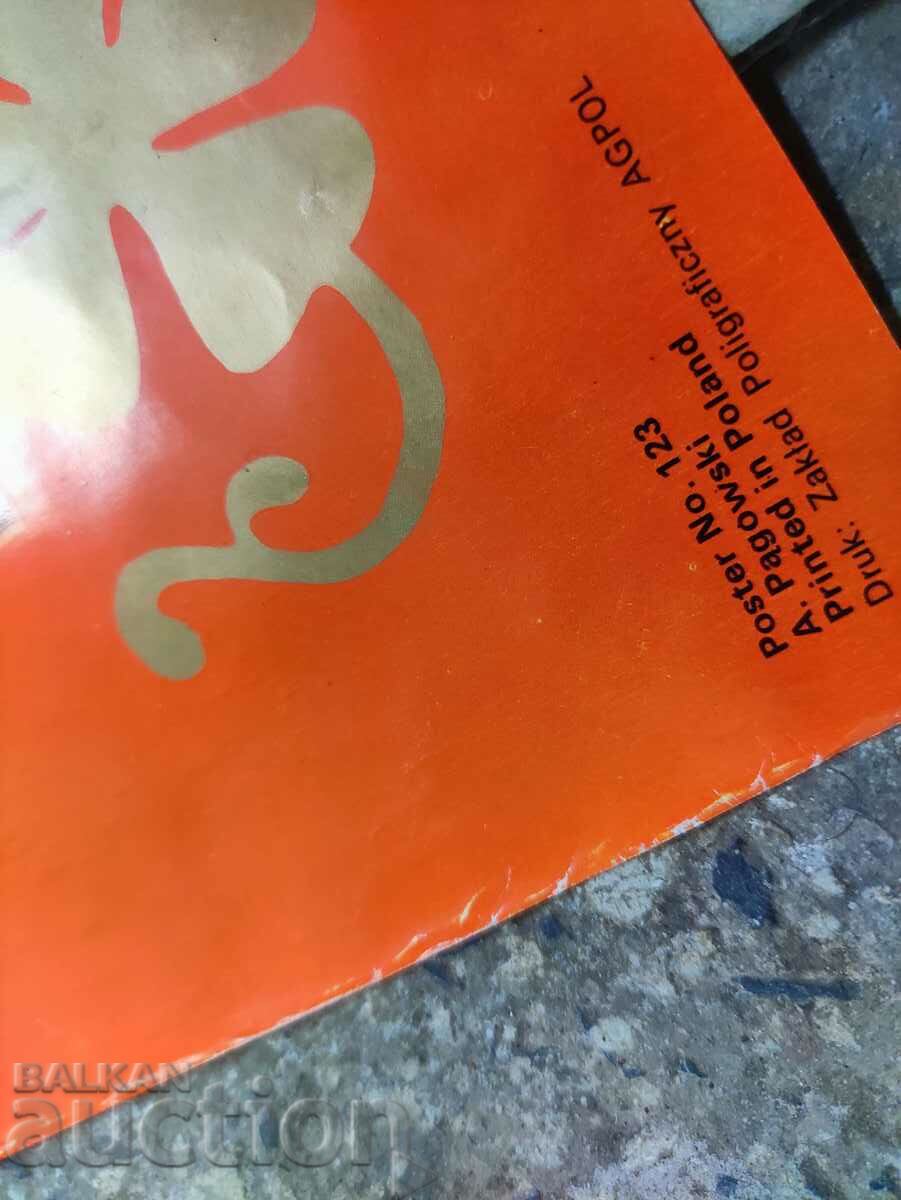 Poster No. 123
A. Pągowski
Printed in Poland
Druk: Zakład Poligraficzny AGPOL
BALKAN
auction